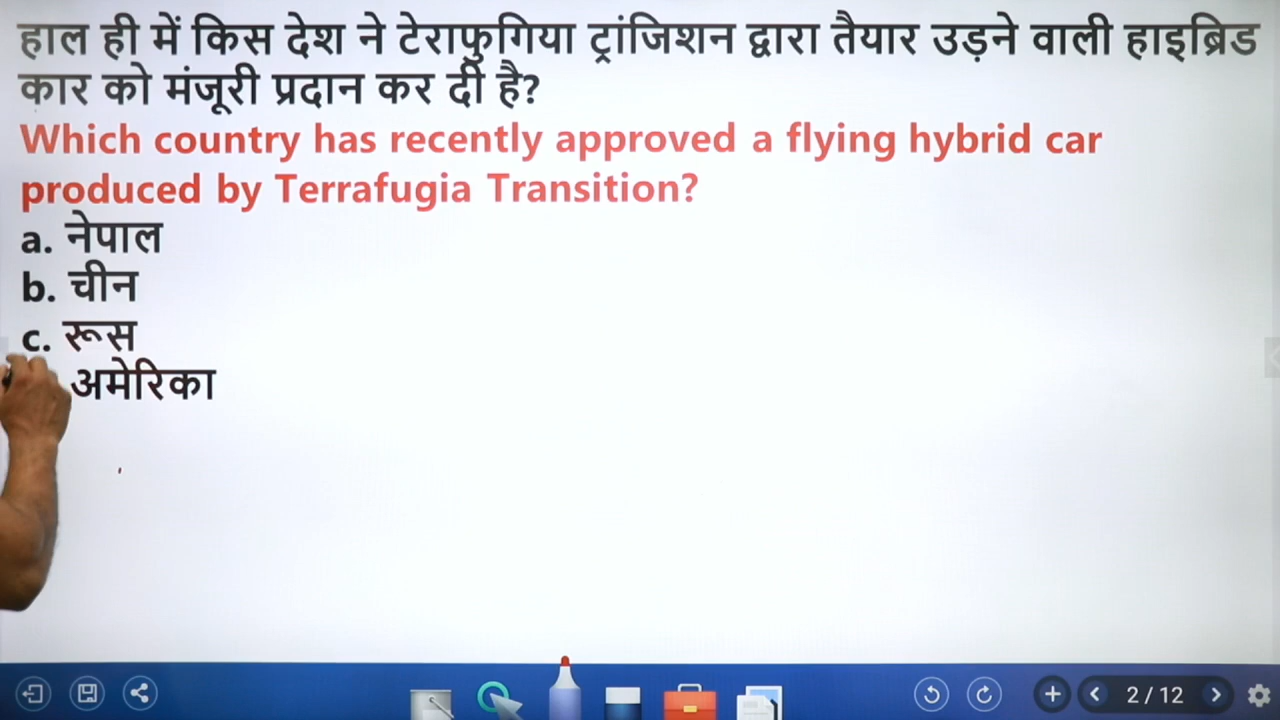 हाल ही में किस देश ने टेराफुगिया ट्रांजिशन द्वारा तैयार उड़ने वाली हाइब्रिड
कार को मंजूरी प्रदान कर दी है?
Which country has recently approved a flying hybrid car
produced by Terrafugia Transition?
a. नेपाल
b. चीन
c. रूस
अमेरिका
2 / 12